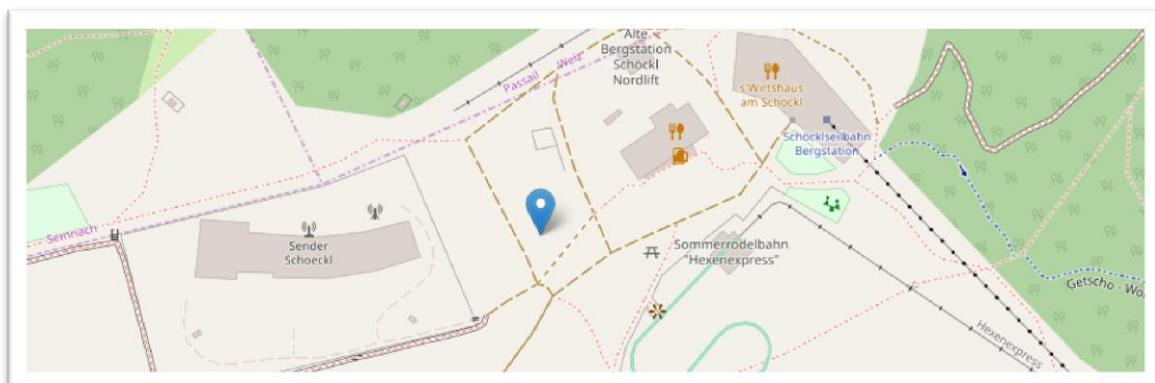 Alte
Bergstation
Schöckl
Nordlift
s'Wirtshaus
am Schöckl
Passail
Weiz
Schöcklseilbahn
Bergstation
Semriach
Sender
Schoeckl
Sommerrodelbahn
"Hexenexpress"
Getscho - Wo
Hexenexpress